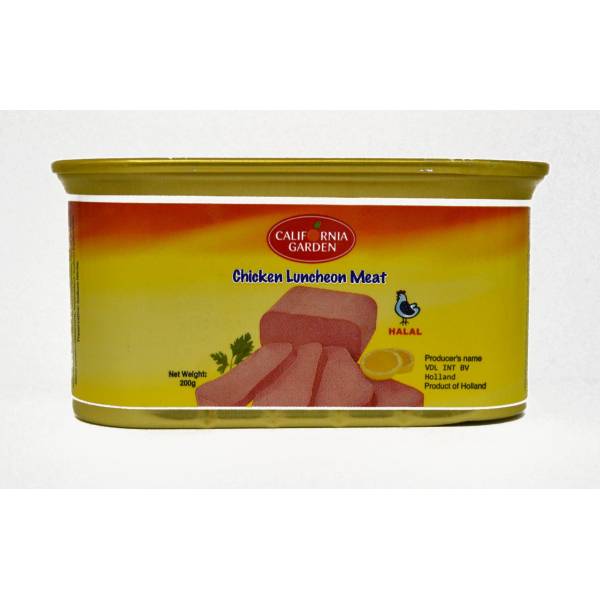 CALIFORNIA
GARDEN
Chicken Luncheon Meat
HALAL
Net Weight:
200g
Producer's name
VDL INT BV
Holland
Product of Holland